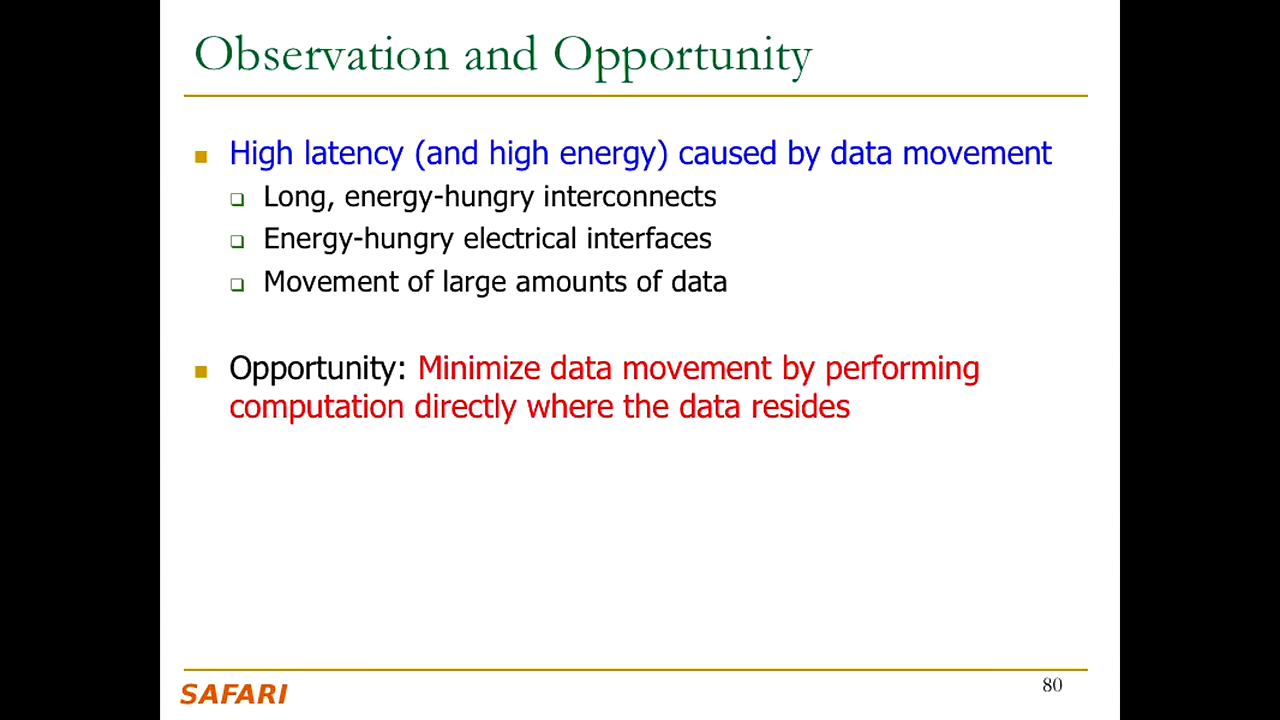 Observation and Opportunity
High latency (and high energy) caused by data movement
Long, energy-hungry interconnects
Energy-hungry electrical interfaces
Movement of large amounts of data
Opportunity: Minimize data movement by performing
computation directly where the data resides
SAFARI
80